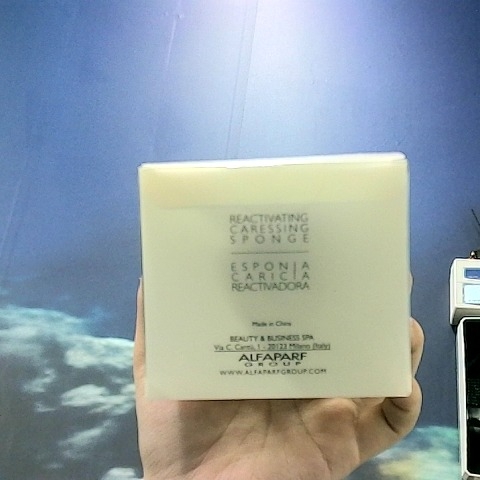 REACTIVATING
CARESSING
SPONGE
ESPONJA
CARICIA
REACTIVADORA
Made in China
BEAUTY & BUSINESS SPA
Via C. Cantù, 1 - 20123 Milano (Italy)
ALFAPARF
GROUP
WWW.ALFAPARFGROUP.COM